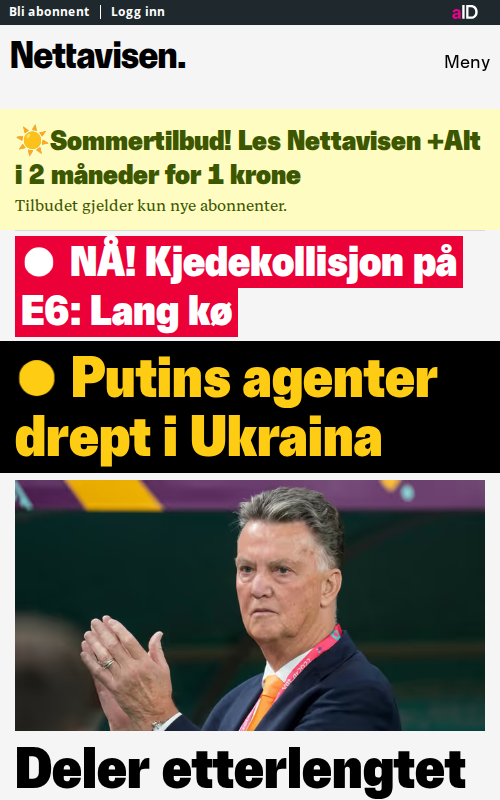 Bli abonnent | Logg inn
aID
Nettavisen.
Meny
☀️Sommertilbud! Les Nettavisen +Alt
i 2 måneder for 1 krone
Tilbudet gjelder kun nye abonnenter.
NÅ! Kjedekollisjon på
E6: Lang kø
Putins agenter
drept i Ukraina
Deler etterlengtet